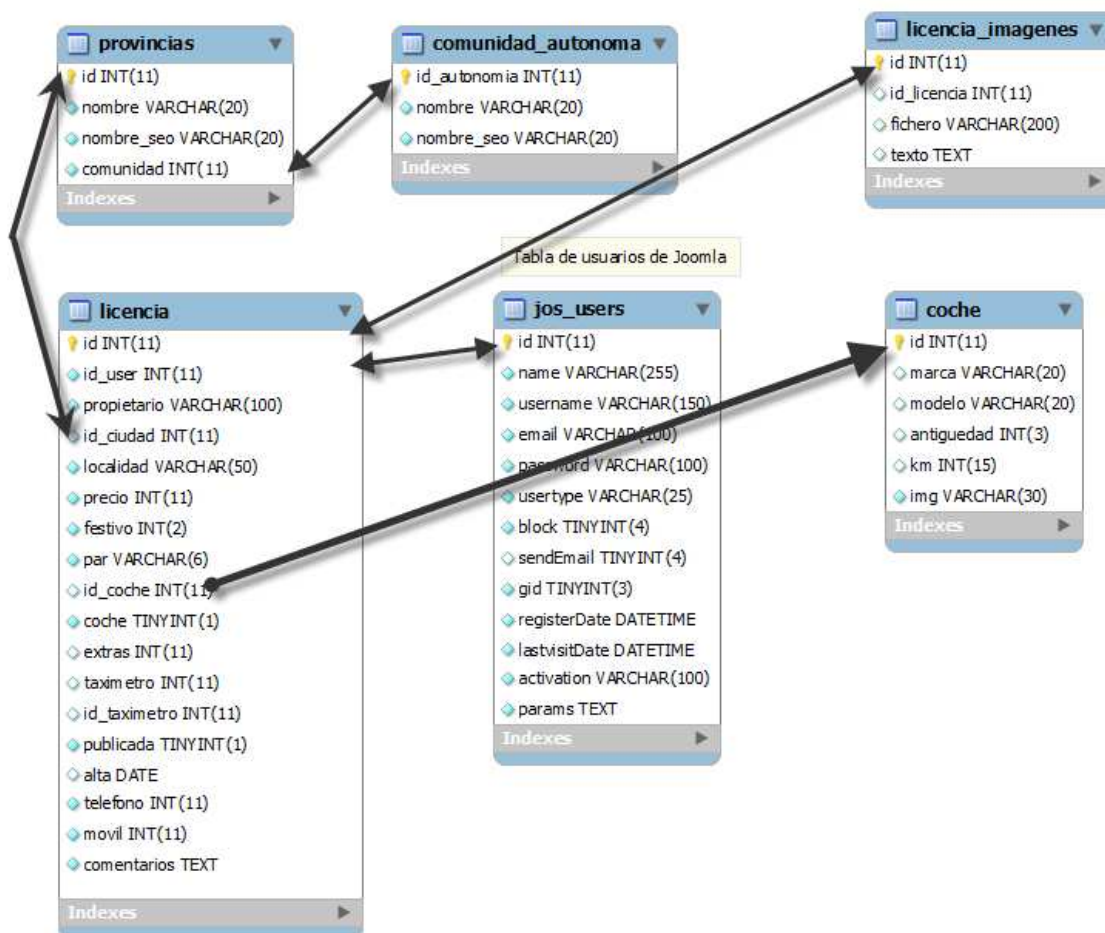 provincias
id INT(11)
nombre VARCHAR(20)
nombre_seo VARCHAR(20)
comunidad INT(11)
Indexes
comunidad_autonoma
id_autonomia INT(11)
nombre VARCHAR(20)
nombre_seo VARCHAR(20)
Indexes
licencia_imagenes
id INT(11)
id_licencia INT(11)
fichero VARCHAR(200)
texto TEXT
Indexes
Tabla de usuarios de Joomla
licencia
id INT(11)
id_user INT(11)
propietario VARCHAR(100)
id_ciudad INT(11)
localidad VARCHAR(50)
precio INT(11)
festivo INT(2)
par VARCHAR(6)
id_coche INT(11)
coche TINYINT(1)
extras INT(11)
taximetro INT(11)
id_taximetro INT(11)
publicada TINYINT(1)
alta DATE
telefono INT(11)
movil INT(11)
comentarios TEXT
Indexes
jos_users
id INT(11)
name VARCHAR(255)
username VARCHAR(150)
email VARCHAR(100)
password VARCHAR(100)
usertype VARCHAR(25)
block TINYINT(4)
sendEmail TINYINT(4)
gid TINYINT(3)
registerDate DATETIME
lastvisitDate DATETIME
activation VARCHAR(100)
params TEXT
Indexes
coche
id INT(11)
marca VARCHAR(20)
modelo VARCHAR(20)
antiguedad INT(3)
km INT(15)
img VARCHAR(30)
Indexes